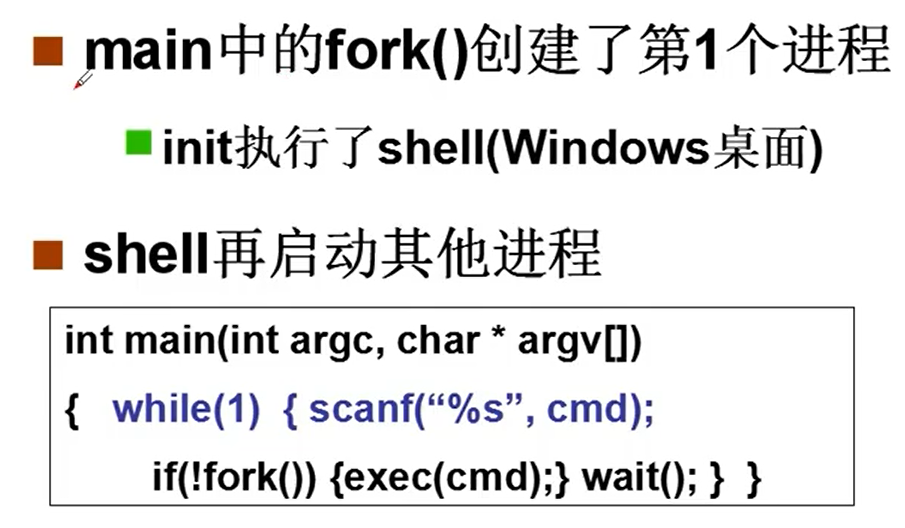 main中的fork()创建了第1个进程
init执行了shell(Windows桌面)
shell再启动其他进程
int main(int argc, char * argv[])
{ while(1) { scanf(“%s”, cmd);
if(!fork()) {exec(cmd);} wait(); } }